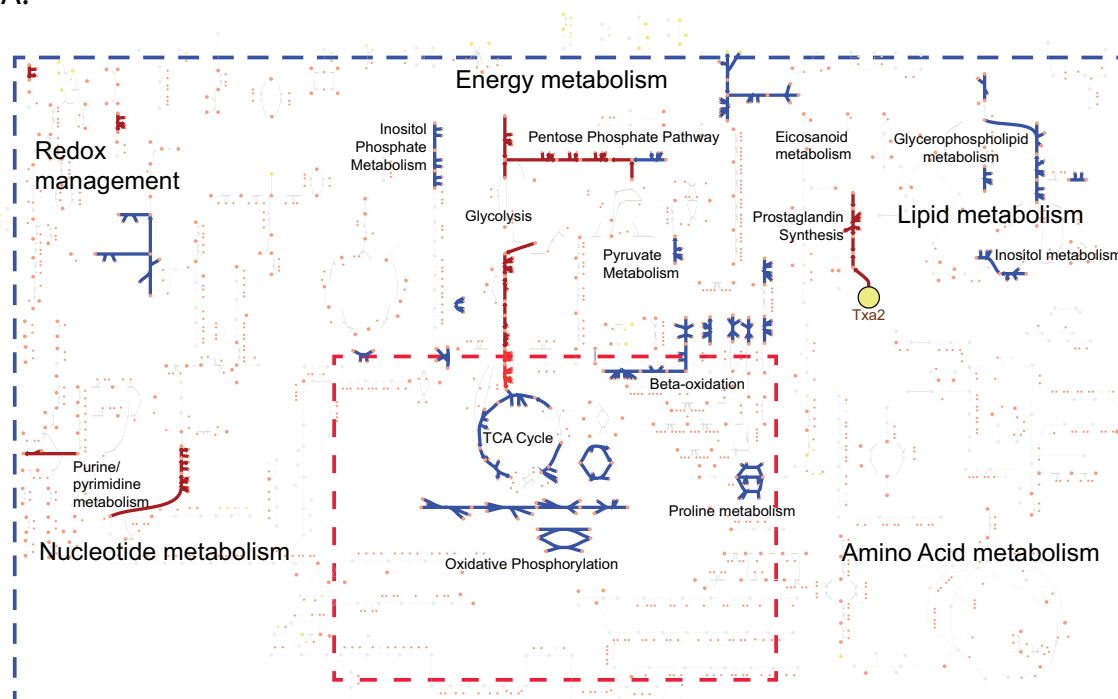 A.
Energy metabolism
Inositol
Phosphate
Metabolism
Pentose Phosphate Pathway
Eicosanoid
metabolism
Glycerophospholipid
metabolism
Redox
management
Glycolysis
Prostaglandin
Synthesis
Lipid metabolism
Pyruvate
Metabolism
Inositol metabolism
Txa2
Beta-oxidation
TCA Cycle
Purine/
pyrimidine
metabolism
Proline metabolism
Nucleotide metabolism
Oxidative Phosphorylation
Amino Acid metabolism